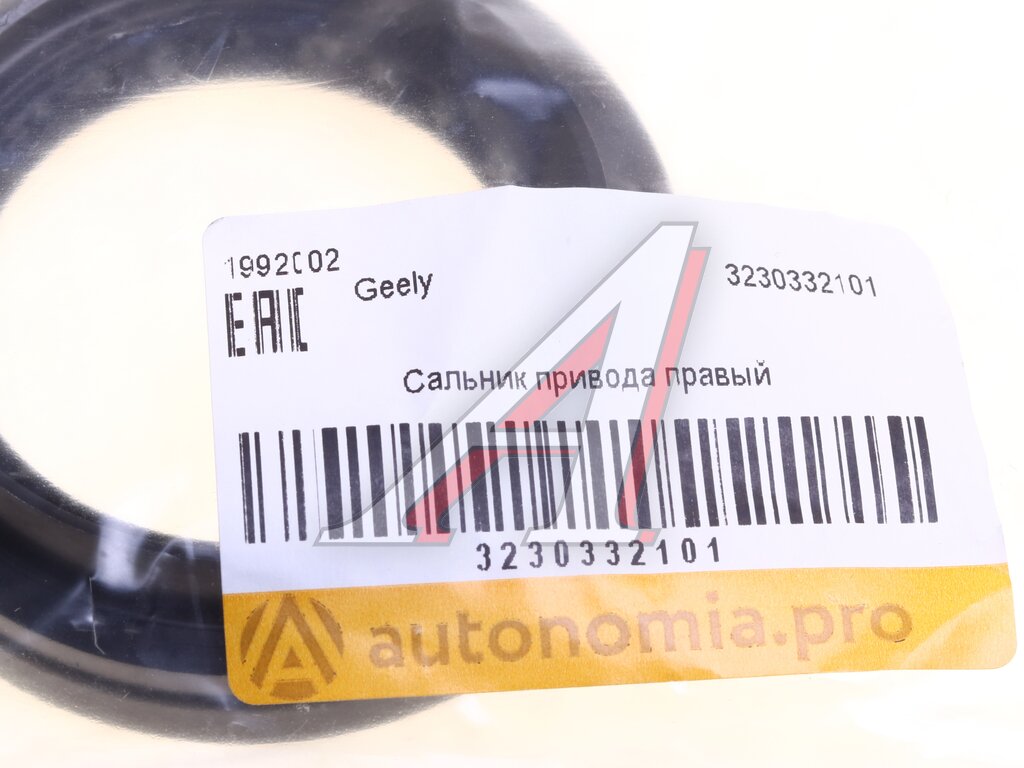 1992002
EAC
Geely
3230332101
Сальник привода правый
3230332101
autonomia.pro